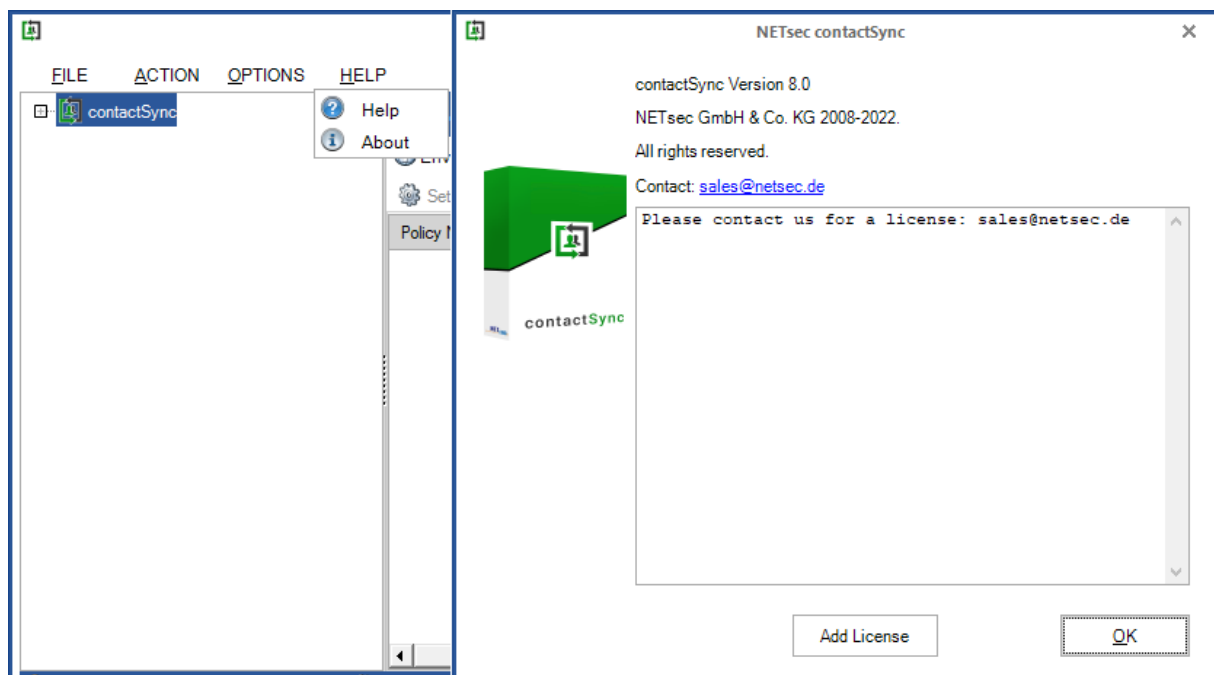 FILE ACTION OPTIONS HELP
contactSync
Help
About
Set
Policy
NETsec contactSync
contactSync Version 8.0
NETsec GmbH & Co. KG 2008-2022.
All rights reserved.
Contact: sales@netsec.de
Please contact us for a license: sales@netsec.de
contactSync
Add License
OK